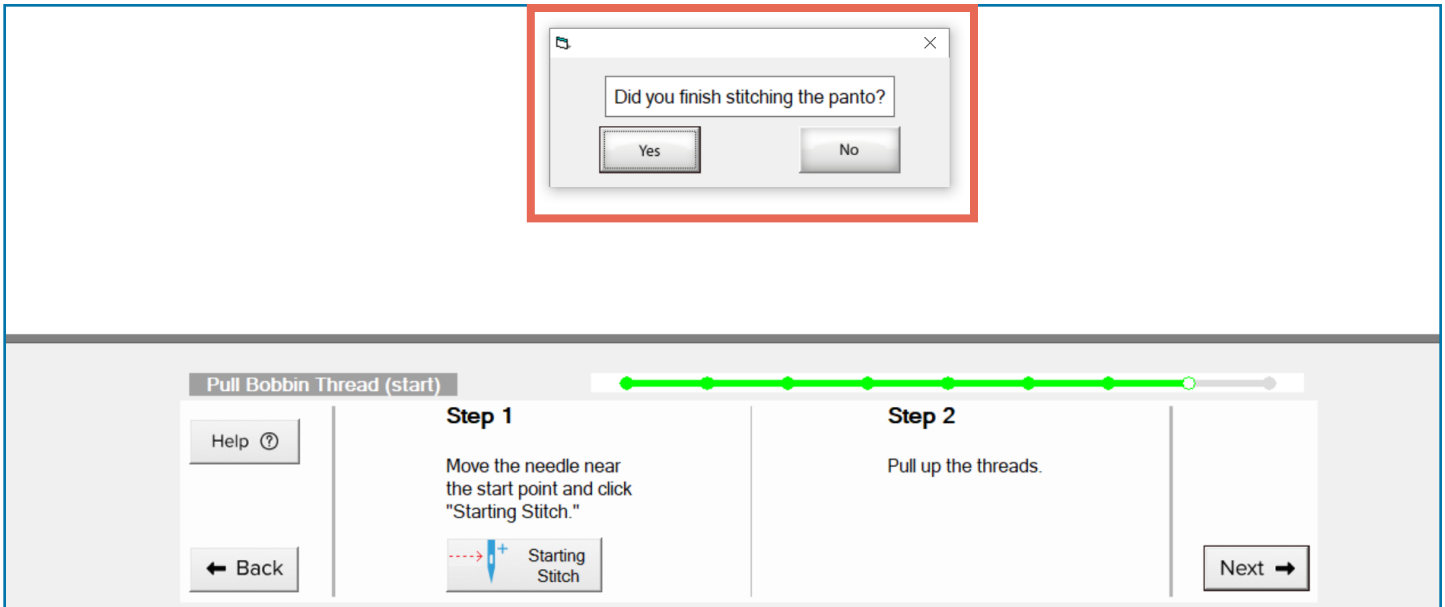 Did you finish stitching the panto?
Yes
No
Pull Bobbin Thread (start)
Help
Back
Step 1
Move the needle near
the start point and click
"Starting Stitch."
Starting
Stitch
Step 2
Pull up the threads.
Next